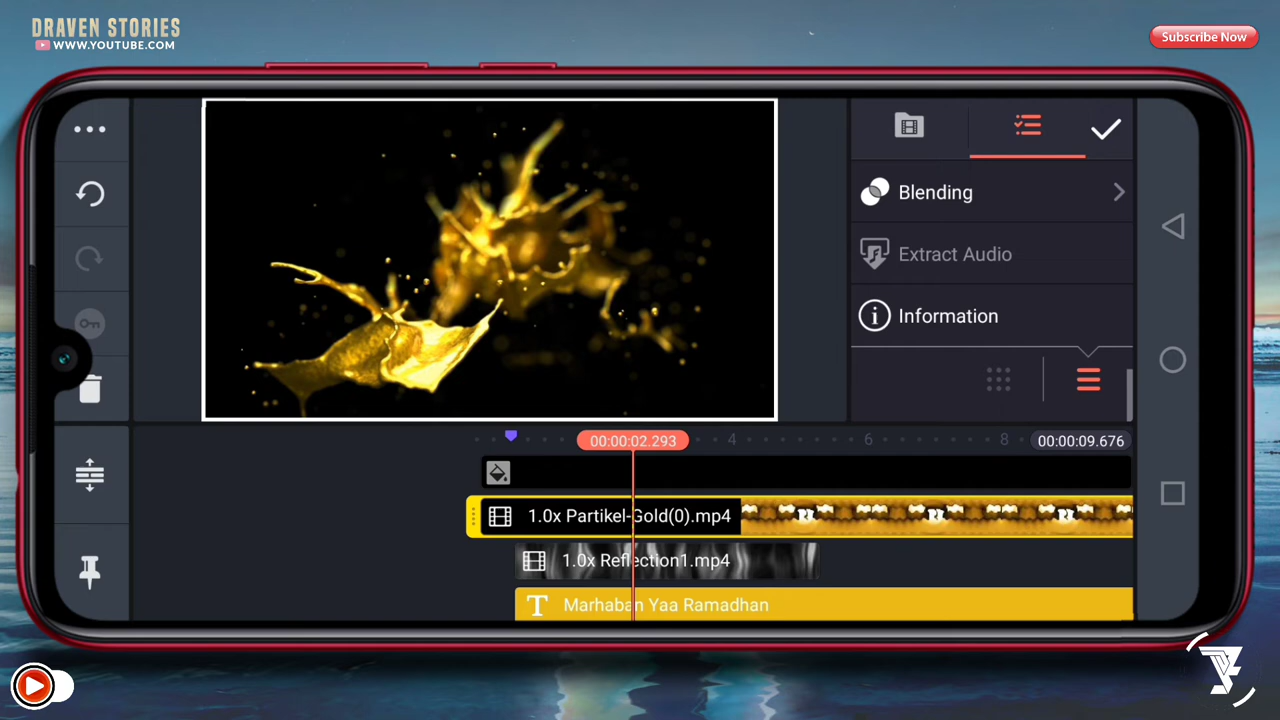 DRAVEN STORIES
WWW.YOUTUBE.COM
Subscribe Now
Blending
Extract Audio
Information
00:00:02.293
4
6
8
00:00:09.676
1.0x Partikel-Gold(0).mp4
1.0x Reflection1.mp4
T
Marhaban Yaa Ramadhan